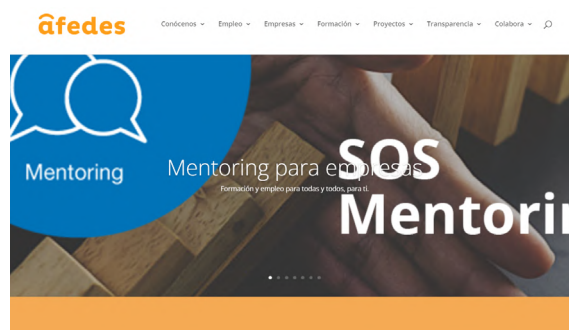 afedes
Conócenos Empleo Empresas Formación Proyectos Transparencia Colabora
Mentoring
Mentoring para empresas
Formación y empleo para todas y todos, para ti.
SOS
Mentorin